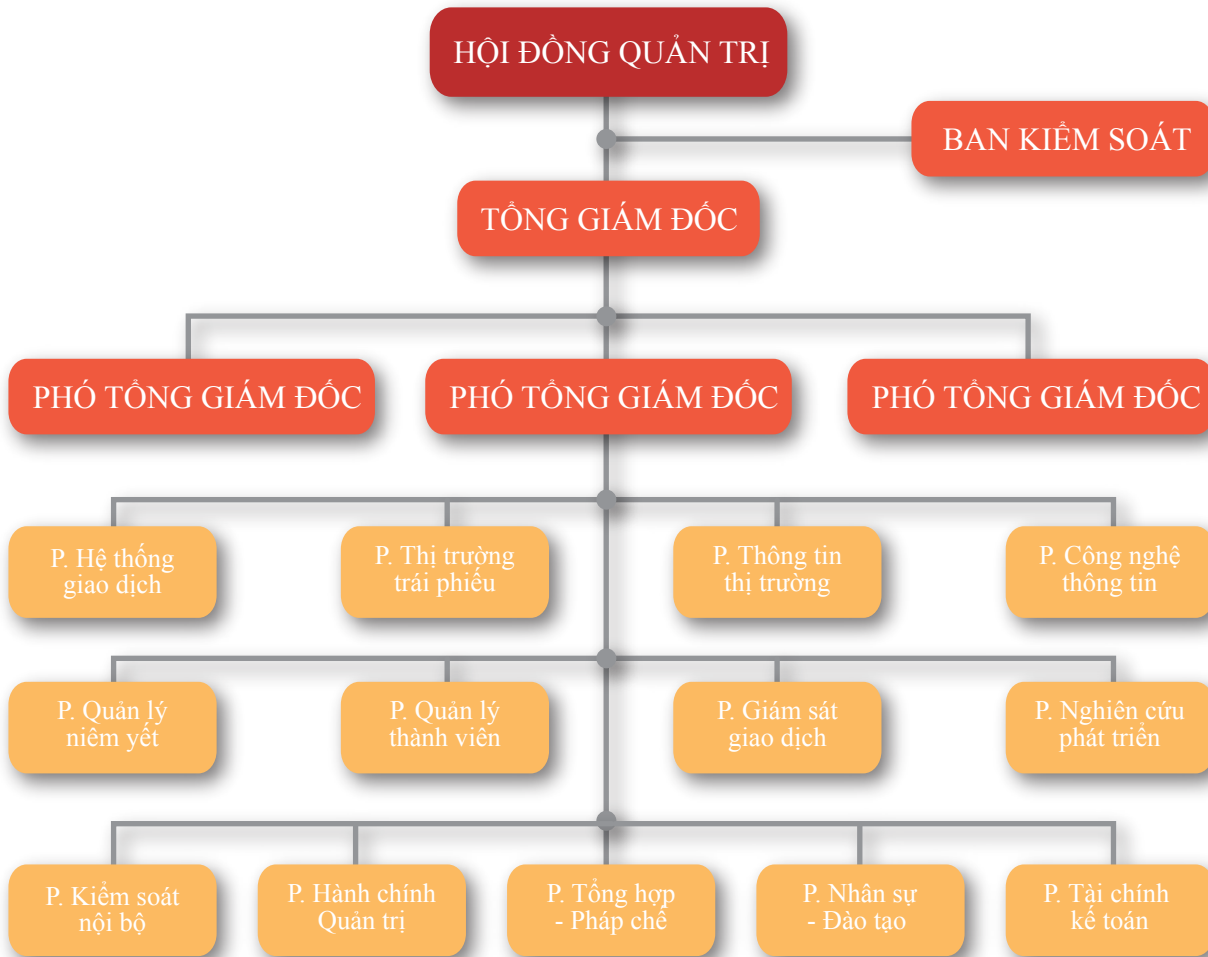 HỘI ĐỒNG QUẢN TRỊ
BAN KIỂM SOÁT
TỔNG GIÁM ĐỐC
PHÓ TỔNG GIÁM ĐỐC
PHÓ TỔNG GIÁM ĐỐC
PHÓ TỔNG GIÁM ĐỐC
P. Hệ thống
giao dịch
P. Thị trường
trái phiếu
P. Thông tin
thị trường
P. Công nghệ
thông tin
P. Quản lý
niêm yết
P. Quản lý
thành viên
P. Giám sát
giao dịch
P. Nghiên cứu
phát triển
P. Kiểm soát
nội bộ
P. Hành chính
Quản trị
P. Tổng hợp
- Pháp chế
P. Nhân sự
- Đào tạo
P. Tài chính
kế toán